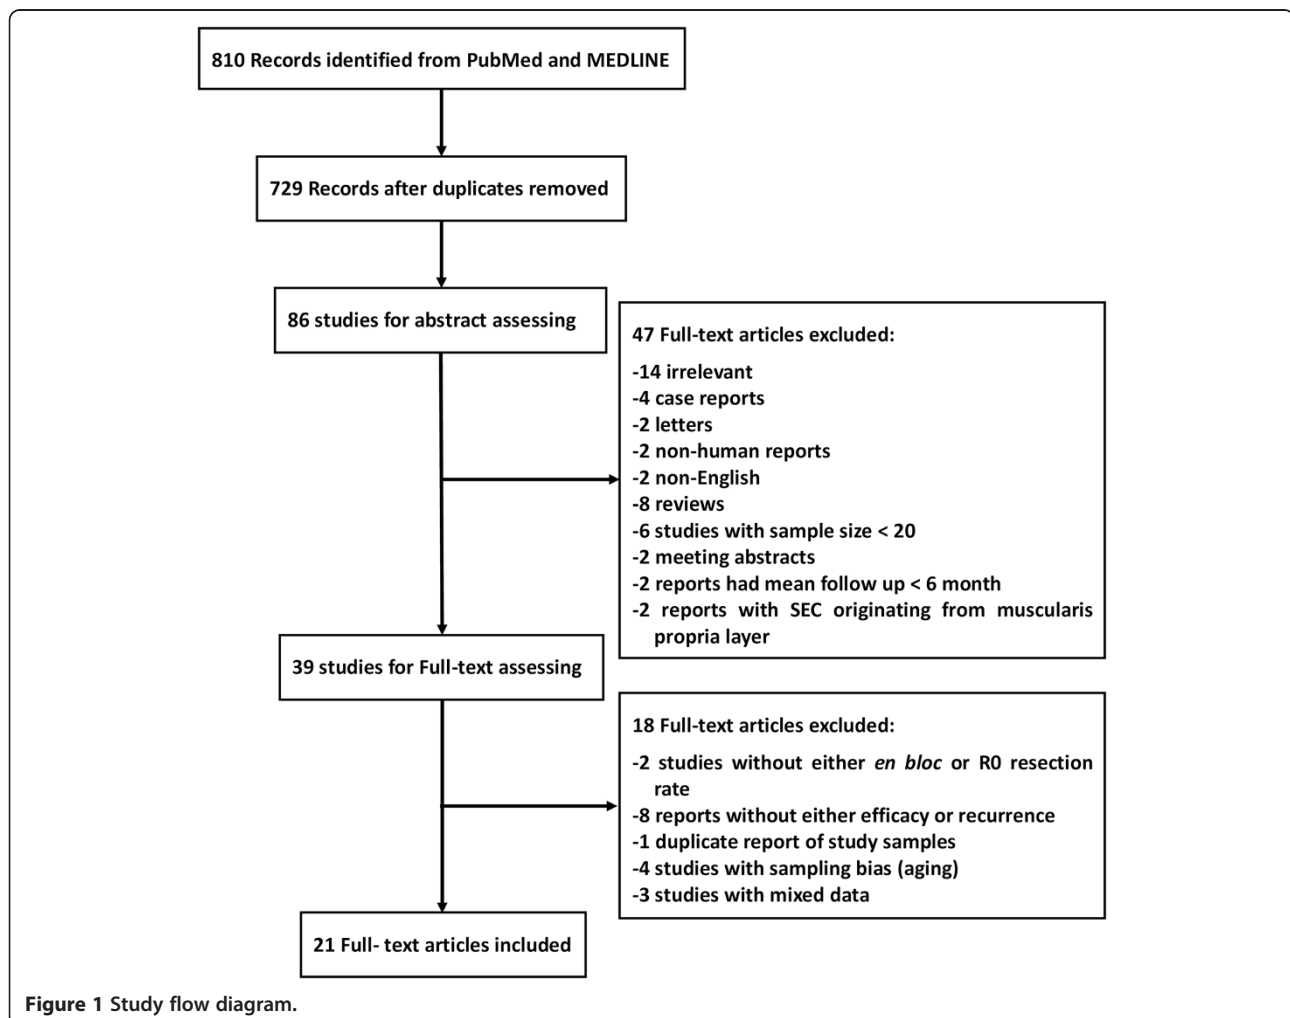 810 Records identified from PubMed and MEDLINE
729 Records after duplicates removed
86 studies for abstract assessing
47 Full-text articles excluded:
-14 irrelevant
-4 case reports
-2 letters
-2 non-human reports
-2 non-English
-8 reviews
-6 studies with sample size < 20
-2 meeting abstracts
-2 reports had mean follow up < 6 month
-2 reports with SEC originating from muscularis
propria layer
39 studies for Full-text assessing
18 Full-text articles excluded:
-2 studies without either en bloc or R0 resection
rate
-8 reports without either efficacy or recurrence
-1 duplicate report of study samples
-4 studies with sampling bias (aging)
-3 studies with mixed data
21 Full- text articles included
Figure 1 Study flow diagram.